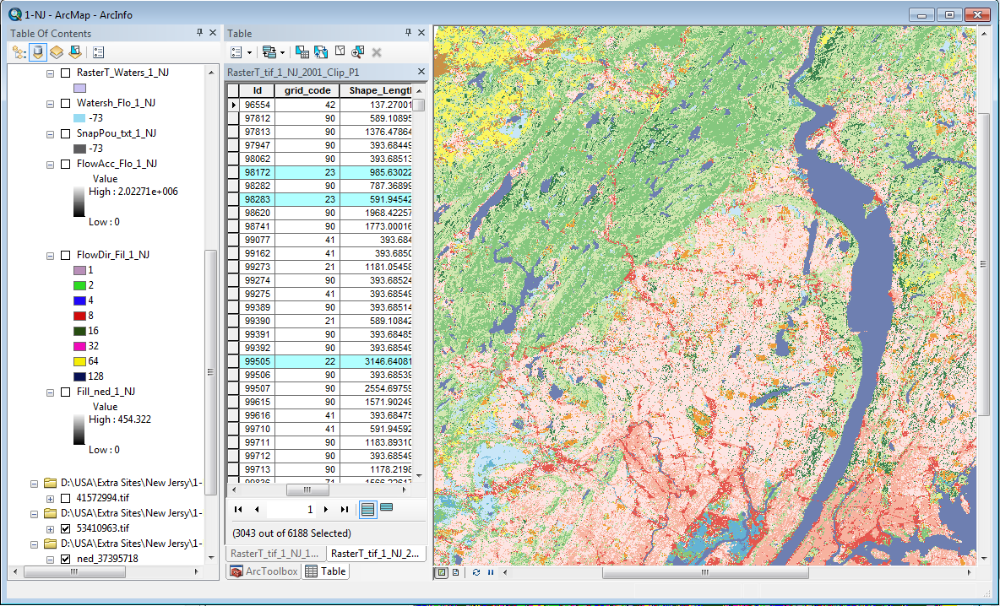 1-NJ - ArcMap - ArcInfo
Table Of Contents
RasterT_Waters_1_NJ
Watersh_Flo_1_NJ
-73
SnapPou_txt_1_NJ
-73
FlowAcc_Flo_1_NJ
Value
High : 2.02271e+006
Low : 0
FlowDir_Fil_1_NJ
1
2
4
8
16
32
64
128
Fill_ned_1_NJ
Value
High : 454.322
Low : 0
D:\USA\Extra Sites\New Jersy\1-
41572994.tif
D:\USA\Extra Sites\New Jersy\1-
53410963.tif
D:\USA\Extra Sites\New Jersy\1-
ned_37395718
Table
RasterT_tif_1_NJ_2001_Clip_P1
Id grid_code Shape_Lengt
96554 42 137.27001
97812 90 589.10895
97813 90 1376.47864
97947 90 393.68449
98062 90 393.68513
98172 23 985.63022
98282 90 787.36899
98283 23 591.94542
98620 90 1968.42257
98741 90 1773.00016
99077 41 393.684
99162 41 393.6850
99273 21 1181.05458
99274 90 393.68524
99275 41 393.68549
99389 90 393.68514
99390 21 589.10842
99391 90 393.68485
99392 90 393.68549
99505 22 3146.64081
99506 90 393.68539
99507 90 2554.69759
99615 90 1571.90249
99616 41 393.68475
99710 41 591.94592
99711 90 1183.89310
99712 90 393.68549
99713 90 1178.2198
1
(3043 out of 6188 Selected)
RasterT_tif_1_NJ_1... RasterT_tif_1_NJ_2...
ArcToolbox Table